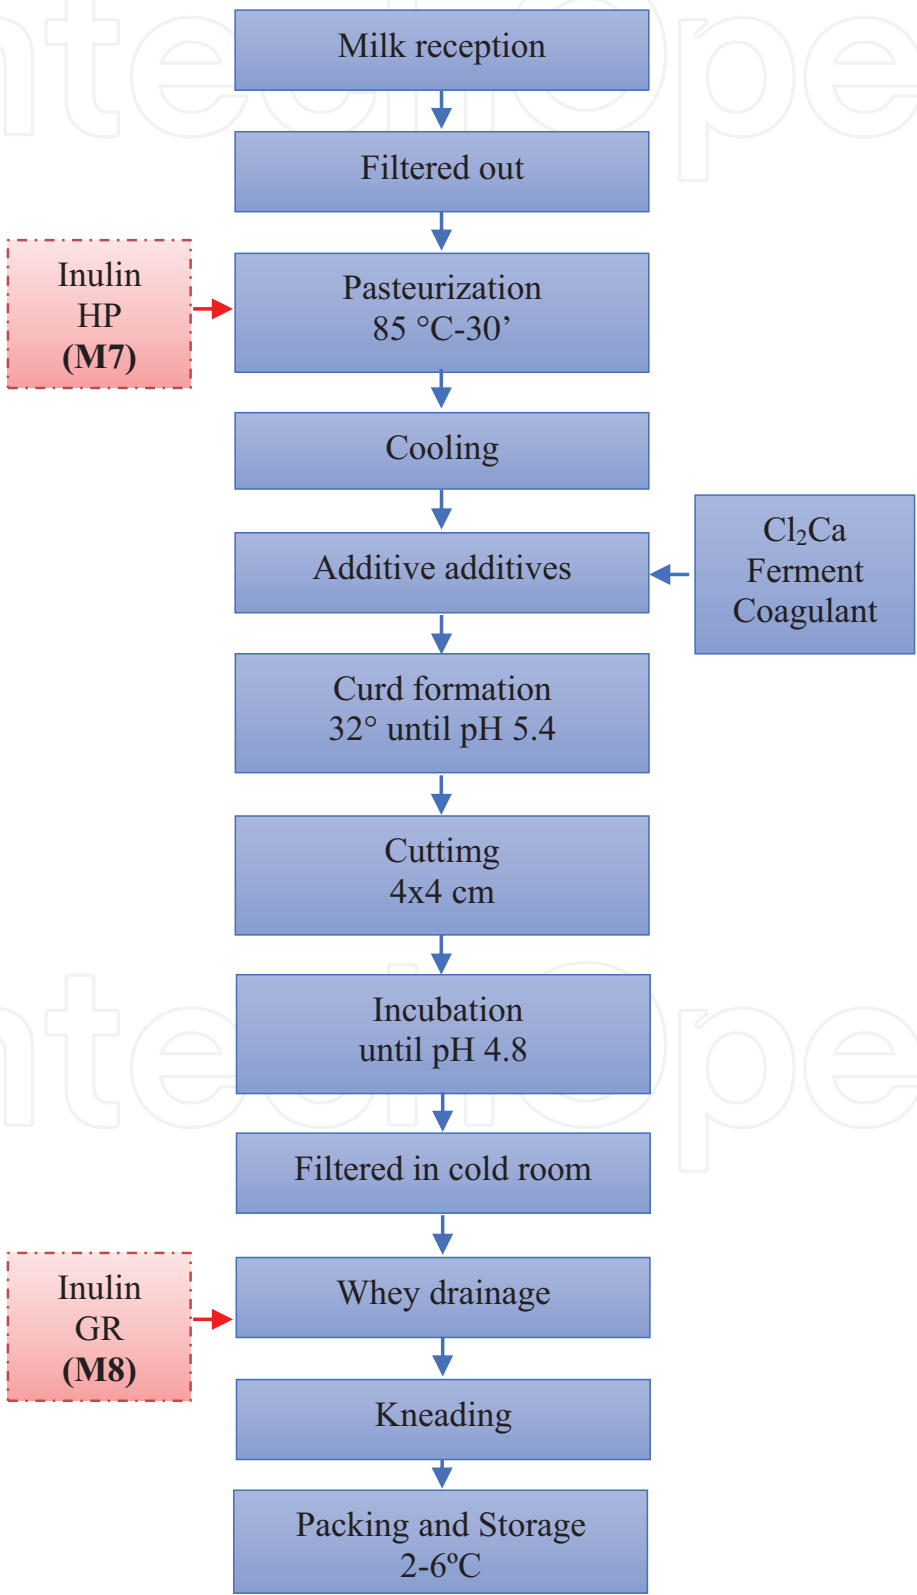 Milk reception
Filtered out
Inulin
HP
(M7)
Pasteurization
85 °C-30’
Cooling
Additive additives
Cl₂Ca
Ferment
Coagulant
Curd formation
32° until pH 5.4
Cuttimg
4x4 cm
Incubation
until pH 4.8
Filtered in cold room
Inulin
GR
(M8)
Whey drainage
Kneading
Packing and Storage
2-6ºC